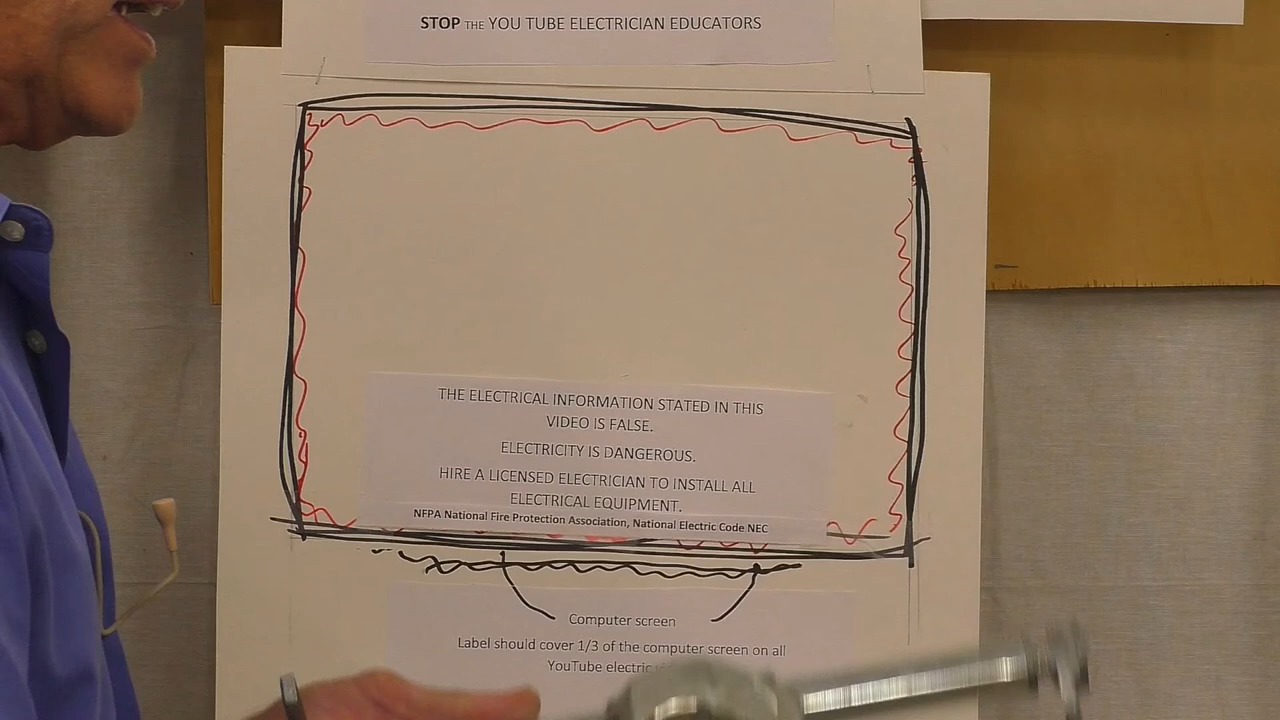 STOP THE YOU TUBE ELECTRICIAN EDUCATORS
THE ELECTRICAL INFORMATION STATED IN THIS
VIDEO IS FALSE.
ELECTRICITY IS DANGEROUS.
HIRE A LICENSED ELECTRICIAN TO INSTALL ALL
ELECTRICAL EQUIPMENT.
NFPA National Fire Protection Association, National Electric Code NEC
Computer screen
Label should cover 1/3 of the computer screen on all
YouTube